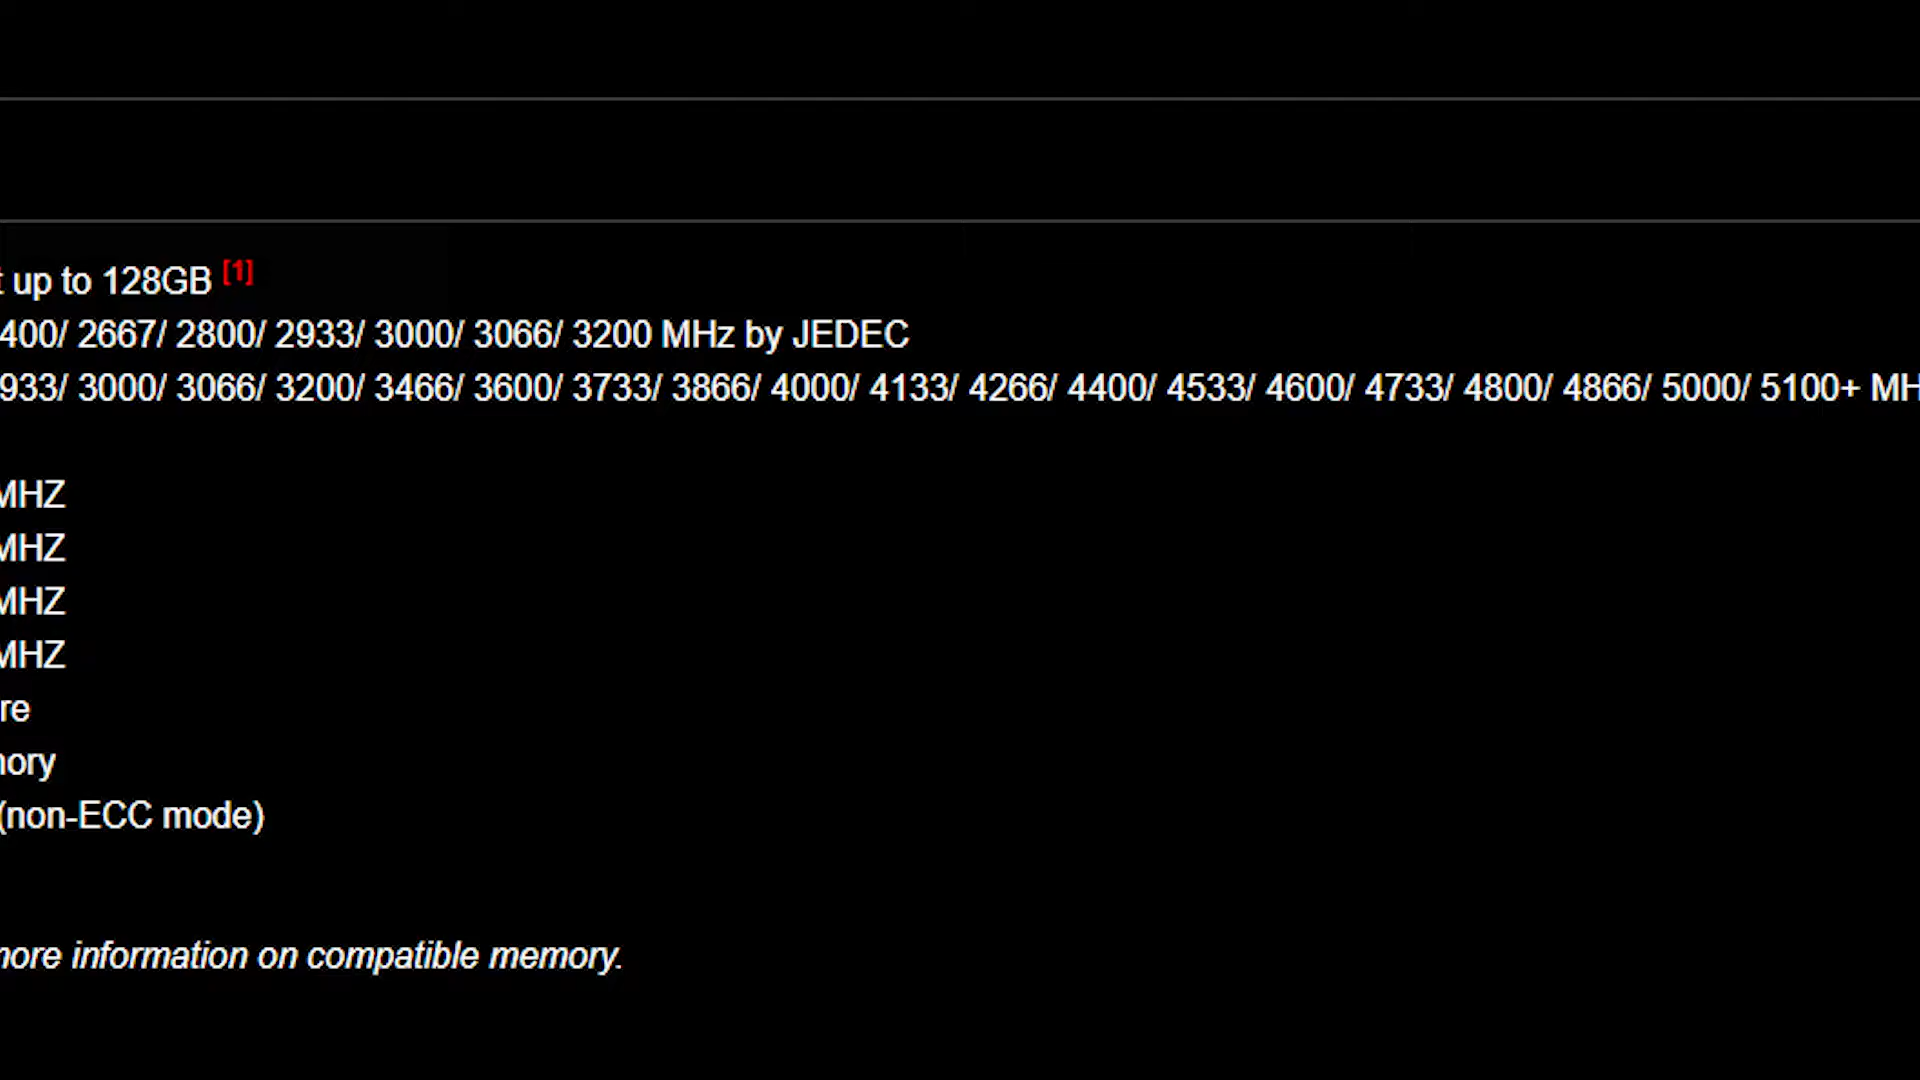 up to 128GB [1]
400/ 2667/ 2800/ 2933/ 3000/ 3066/ 3200 MHz by JEDEC
933/ 3000/ 3066/ 3200/ 3466/ 3600/ 3733/ 3866/ 4000/ 4133/ 4266/ 4400/ 4533/ 4600/ 4733/ 4800/ 4866/ 5000/ 5100+ MH
MHZ
MHZ
MHZ
MHZ
re
ory
(non-ECC mode)
more information on compatible memory.